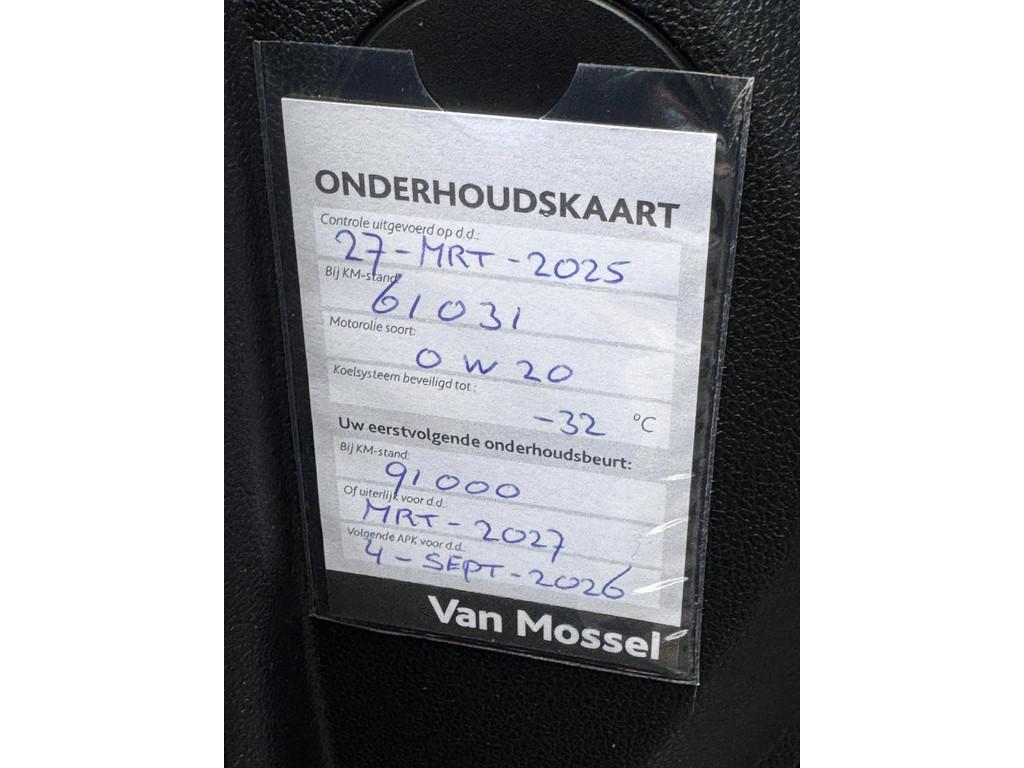 ONDERHOUDSKAART
Controle uitgevoerd op d.d.:
27-MRT-2025
Bij KM-stand:
61031
Motorolie soort:
0W20
Koelsysteem beveiligd tot:
-32 °C
Uw eerstvolgende onderhoudsbeurt:
Bij KM-stand:
91000
Of uiterlijk voor d.d.:
MRT-2027
Volgende APK voor d.d.:
4-SEPT-2026
Van Mossel